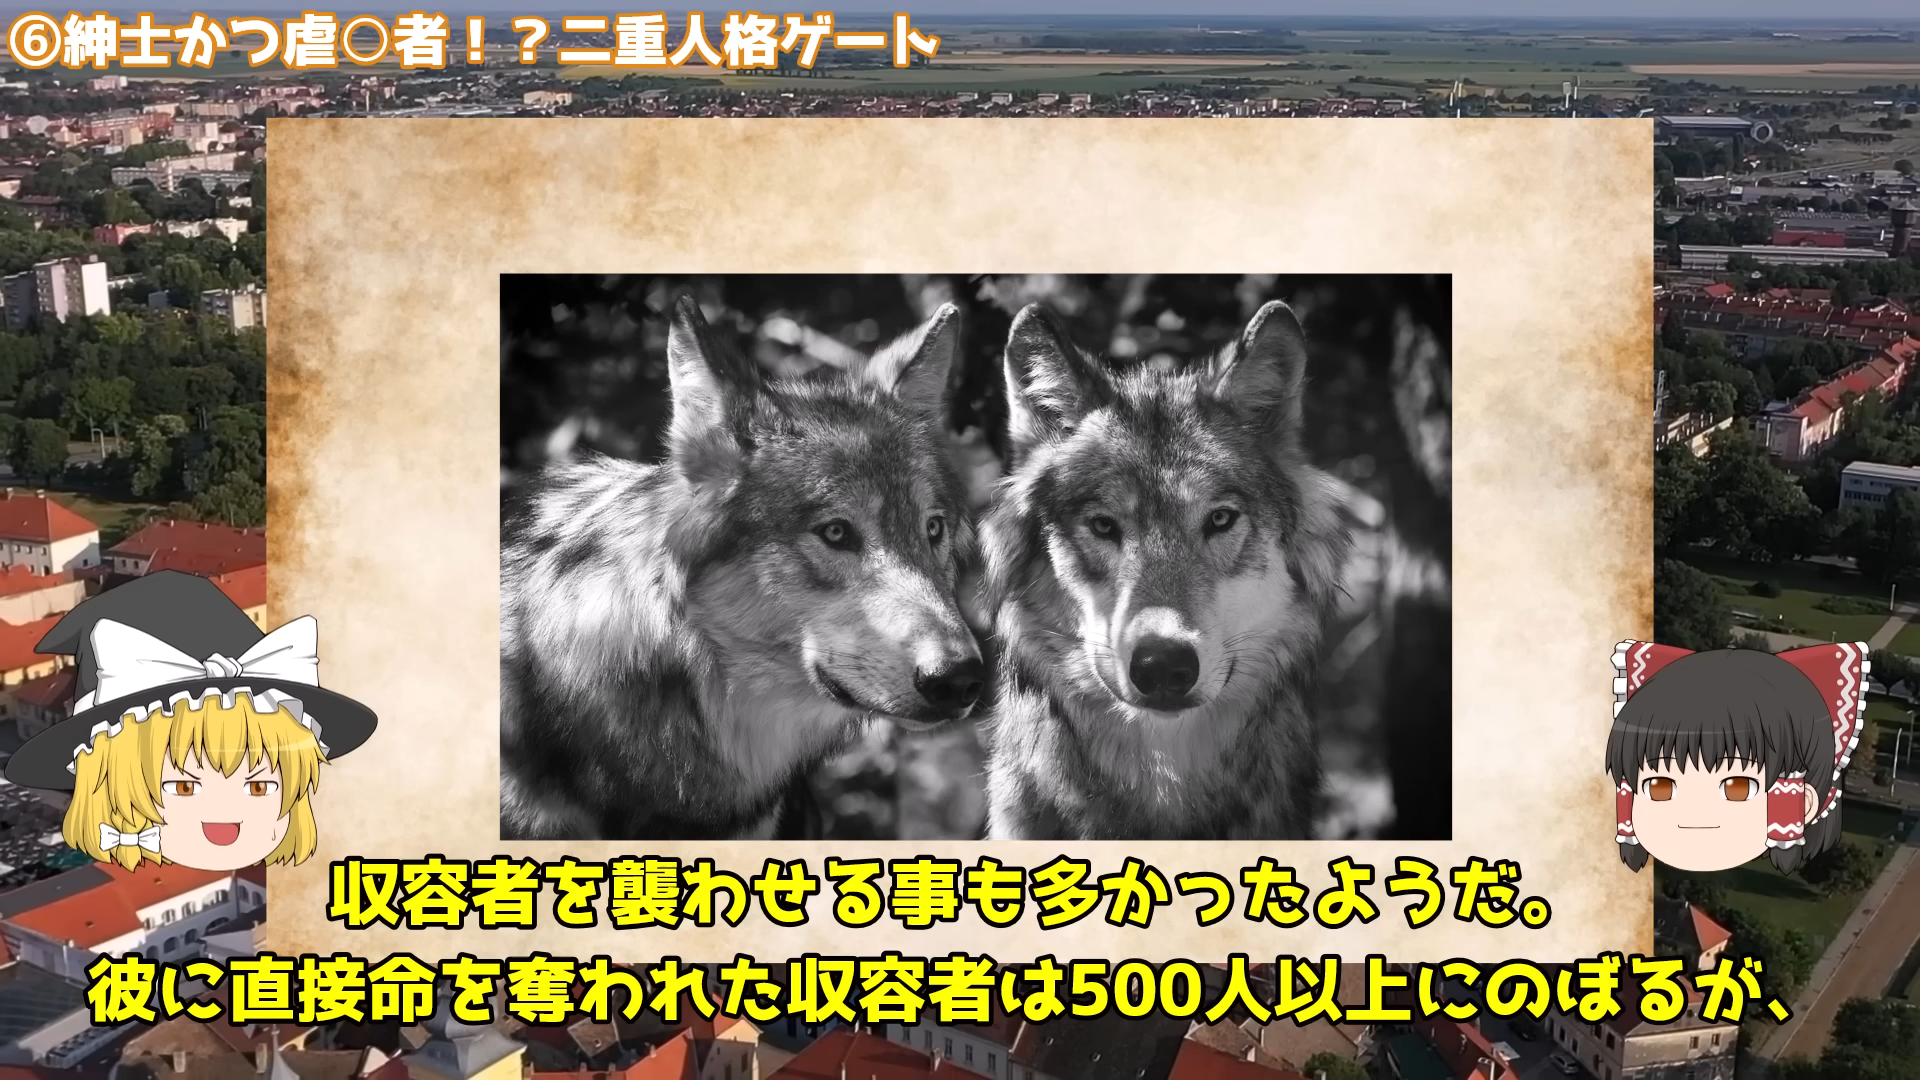 ⑥紳士かつ虐○者！？二重人格ゲート
収容者を襲わせる事も多かったようだ。
彼に直接命を奪われた収容者は500人以上にのぼるが、